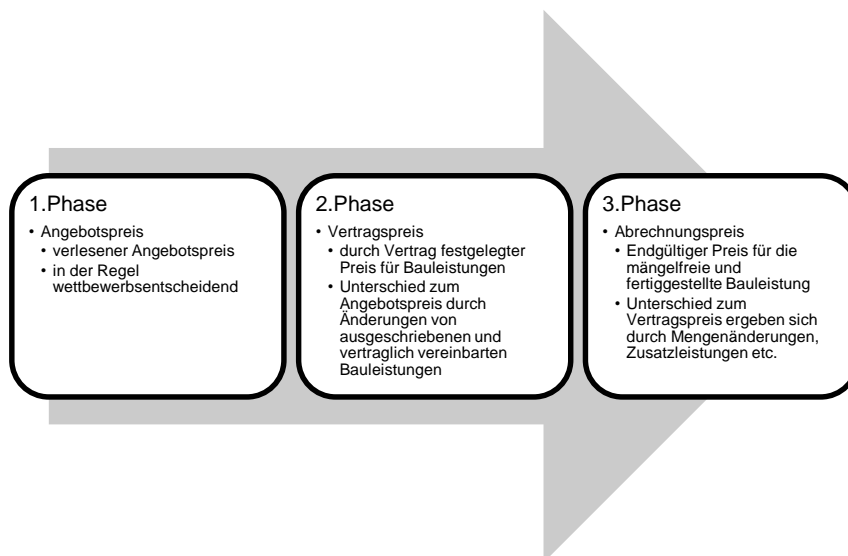 1.Phase
• Angebotspreis
• verlesener Angebotspreis
• in der Regel
wettbewerbsentscheidend
2.Phase
• Vertragspreis
• durch Vertrag festgelegter
Preis für Bauleistungen
• Unterschied zum
Angebotspreis durch
Änderungen von
ausgeschriebenen und
vertraglich vereinbarten
Bauleistungen
3.Phase
• Abrechnungspreis
• Endgültiger Preis für die
mängelfreie und
fertiggestellte Bauleistung
• Unterschied zum
Vertragspreis ergeben sich
durch Mengenänderungen,
Zusatzleistungen etc.